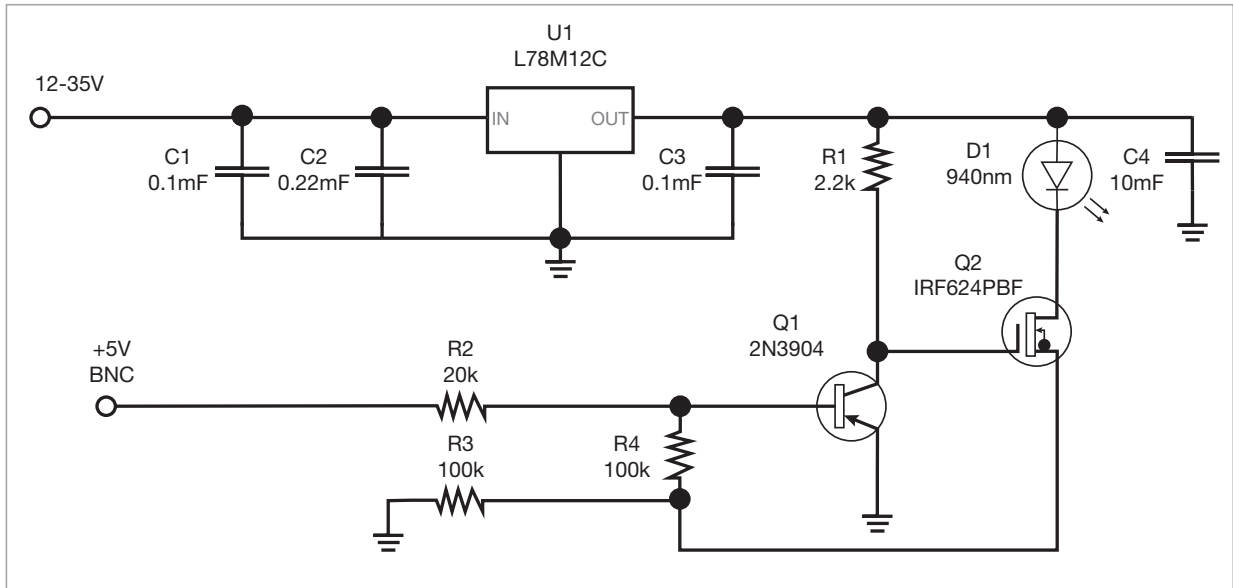 U1
L78M12C
12-35V
IN
OUT
C1
0.1mF
C2
0.22mF
C3
0.1mF
R1
2.2k
D1
940nm
C4
10mF
Q2
IRF624PBF
Q1
2N3904
+5V
BNC
R2
20k
R3
100k
R4
100k